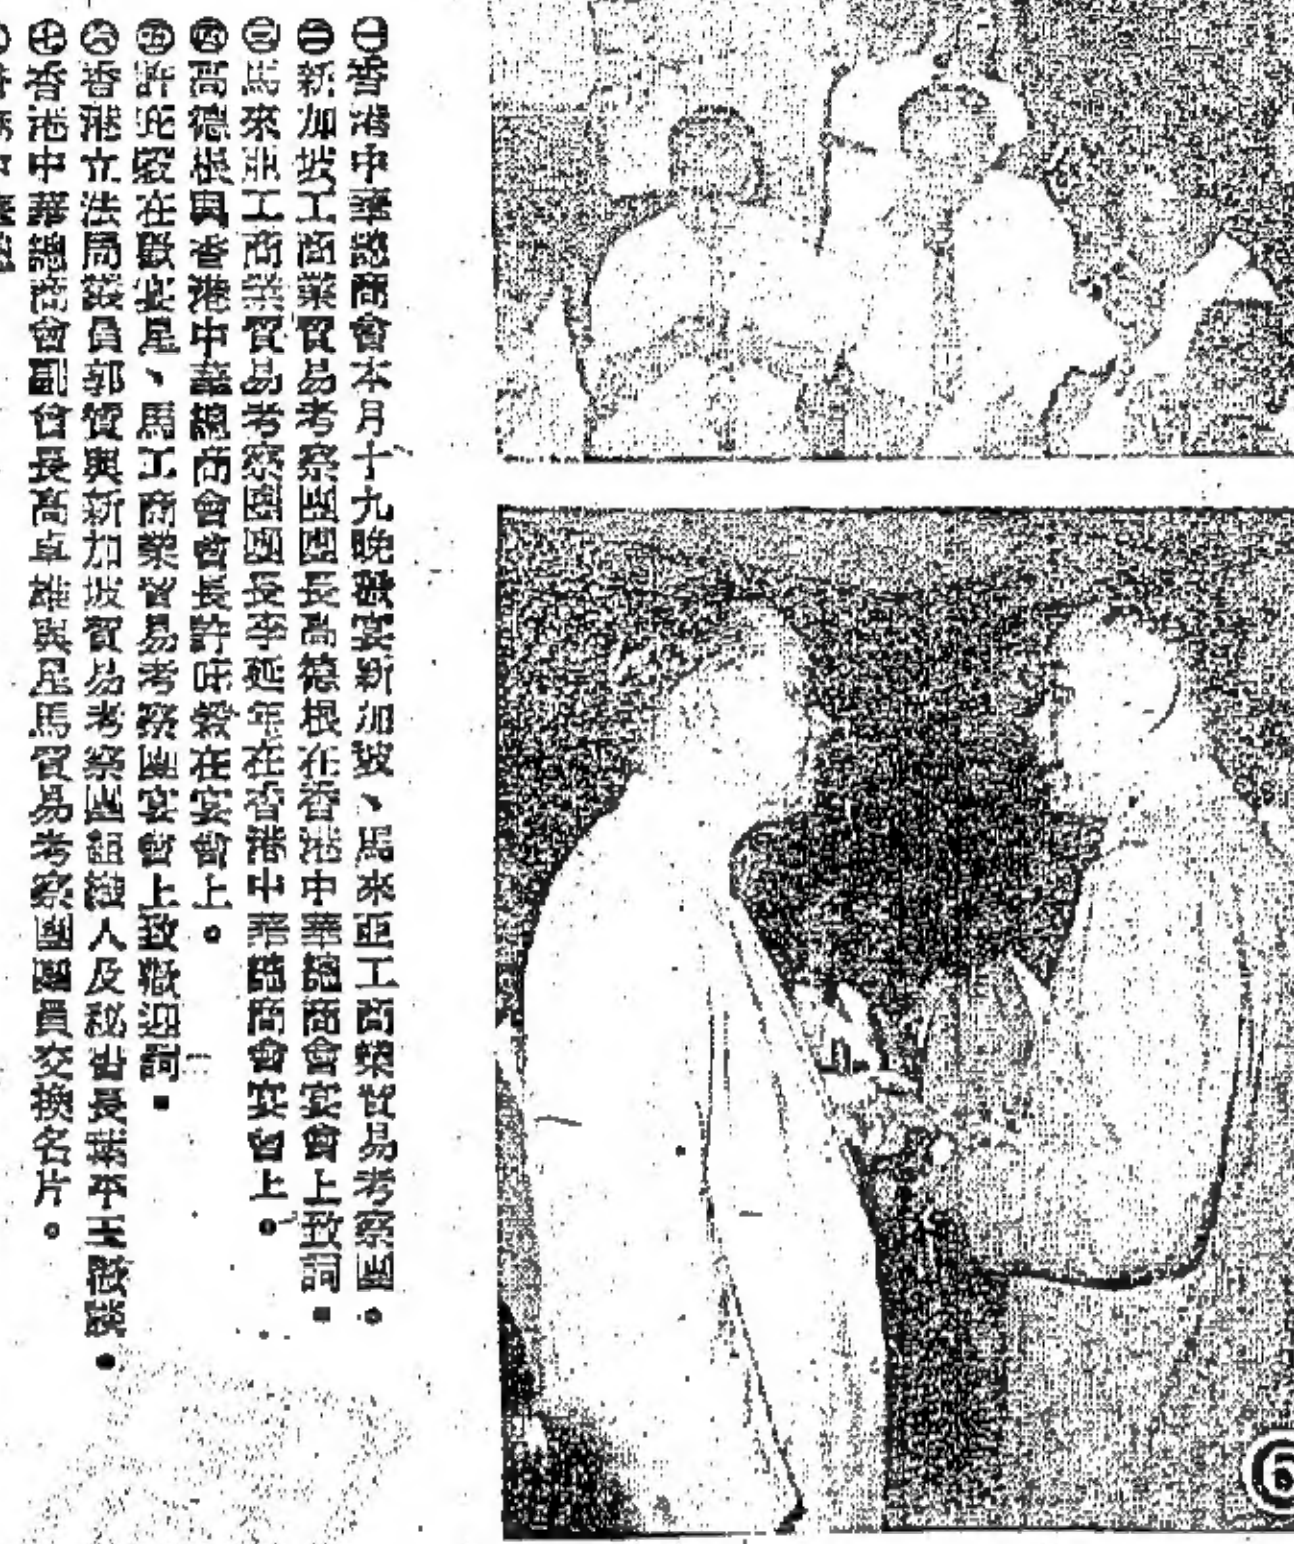 ㊀香港中華總商會本月十九晚設宴新加坡、馬來亞工商業貿易考察團。
㊁新加坡工商業貿易考察團團長高德根在香港中華總商會宴會上致詞。
㊂馬來亞工商業貿易考察團團長李延年在香港中華總商會宴會上。
㊃高德根與香港中華總商會會長許庇穀在宴會上。
㊄許庇穀在歡宴星、馬工商業貿易考察團宴會上致歡迎詞。
㊅香港立法局議員郭贊與新加坡貿易考察團組織人及秘書長葉平玉歡談。
㊆香港中華總商會副會長高卓雄與星馬貿易考察團團員交換名片。
⑥